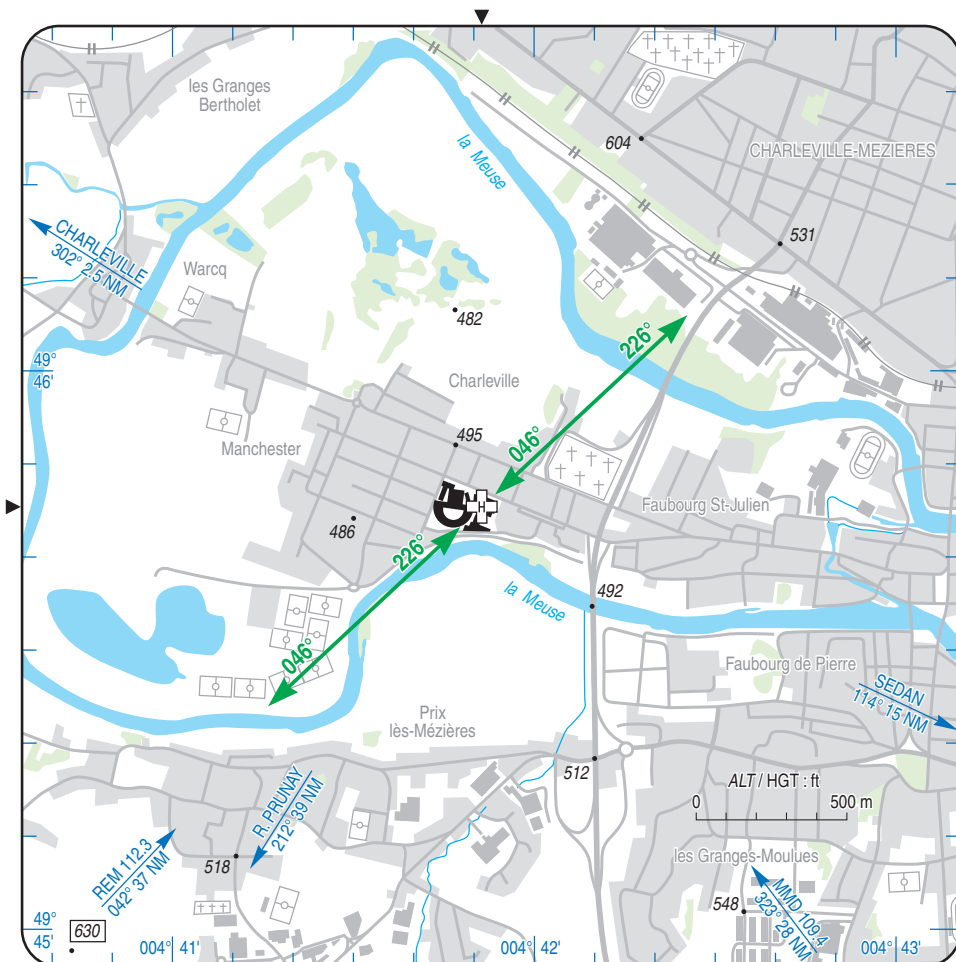 les Granges
Bertholet
la Meuse
604
CHARLEVILLE-MEZIERES
531
CHARLEVILLE
302° 2.5 NM
Warcq
482
226°
49°
46'
Charleville
495
046°
Manchester
H
486
Faubourg St-Julien
226°
la Meuse
492
046°
Faubourg de Pierre
SEDAN
114° 15 NM
Prix
lès-Mézières
512
ALT / HGT : ft
0 500 m
R. PRUNAY
212° 39 NM
REM 112.3
042° 37 NM
518
les Granges-Moulues
MMD 109.4
323° 28 NM
548
49°
45'
630
004° 41'
004° 42'
004° 43'